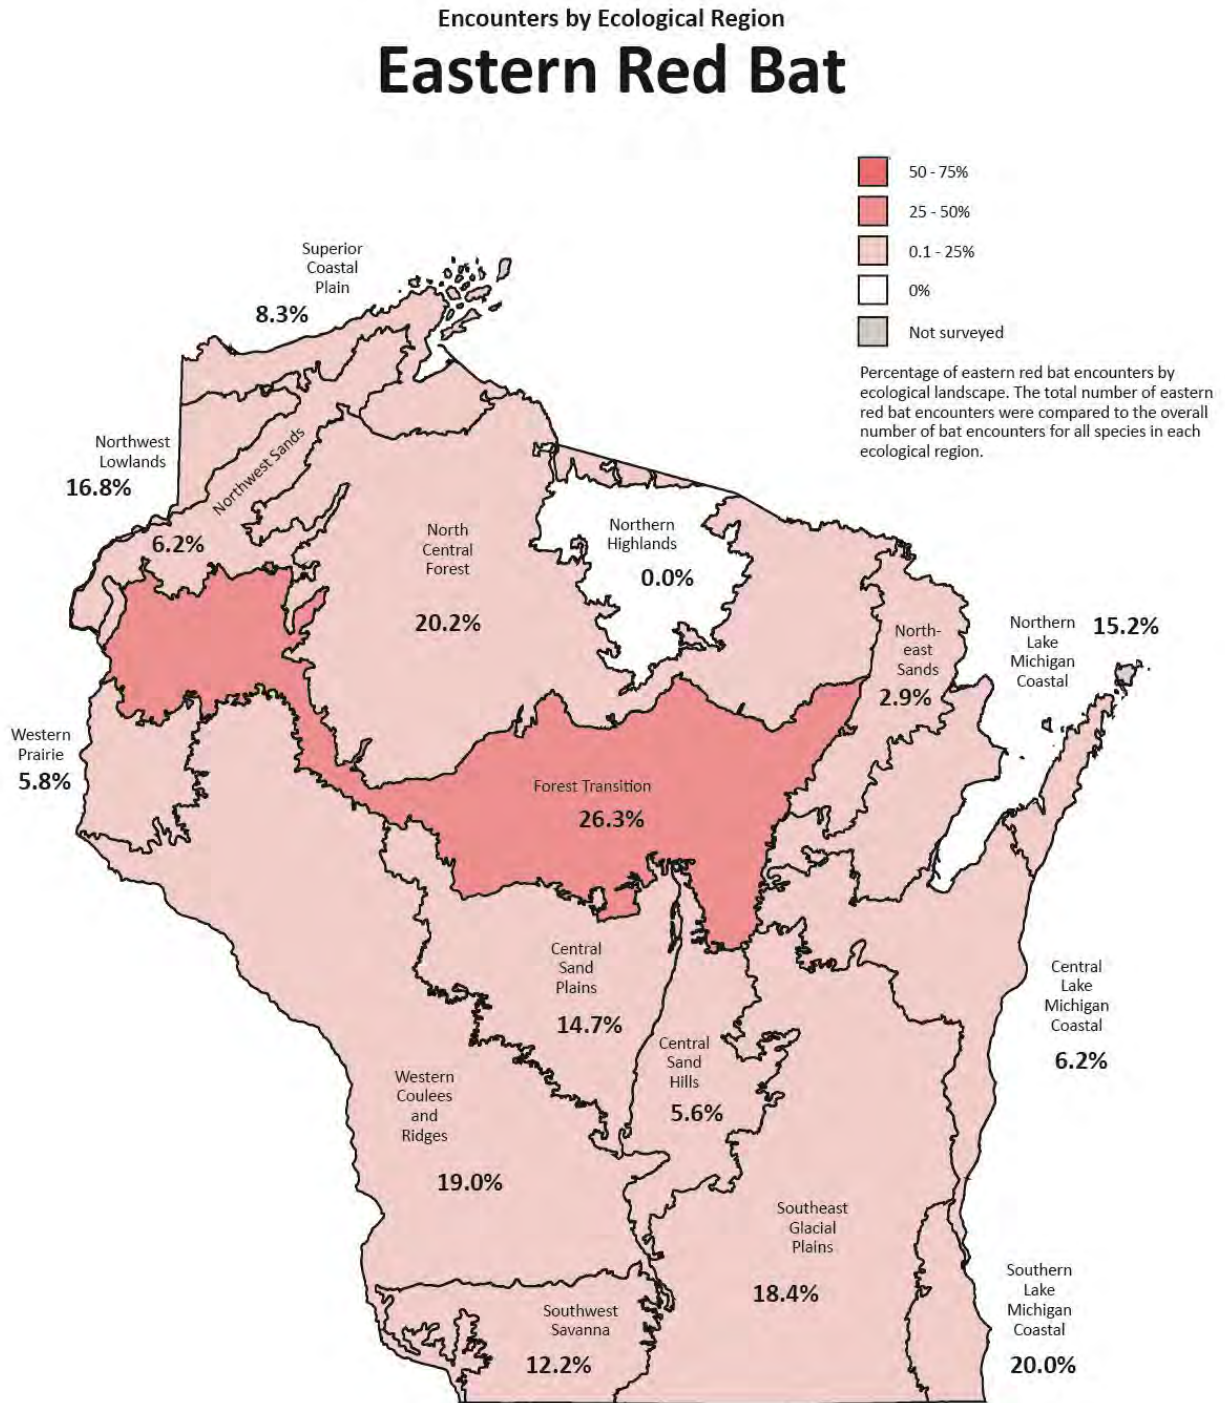 Encounters by Ecological Region
Eastern Red Bat
50 - 75%
25 - 50%
0.1 - 25%
0%
Not surveyed
Percentage of eastern red bat encounters by
ecological landscape. The total number of eastern
red bat encounters were compared to the overall
number of bat encounters for all species in each
ecological region.
Superior
Coastal
Plain
8.3%
Northwest
Lowlands
16.8%
Northwest Sands
6.2%
North
Central
Forest
20.2%
Northern
Highlands
0.0%
North-
east
Sands
2.9%
Northern
Lake
Michigan
Coastal
15.2%
Western
Prairie
5.8%
Forest Transition
26.3%
Central
Sand
Plains
14.7%
Central
Sand
Hills
5.6%
Central
Lake
Michigan
Coastal
6.2%
Western
Coulees
and
Ridges
19.0%
Southeast
Glacial
Plains
18.4%
Southwest
Savanna
12.2%
Southern
Lake
Michigan
Coastal
20.0%